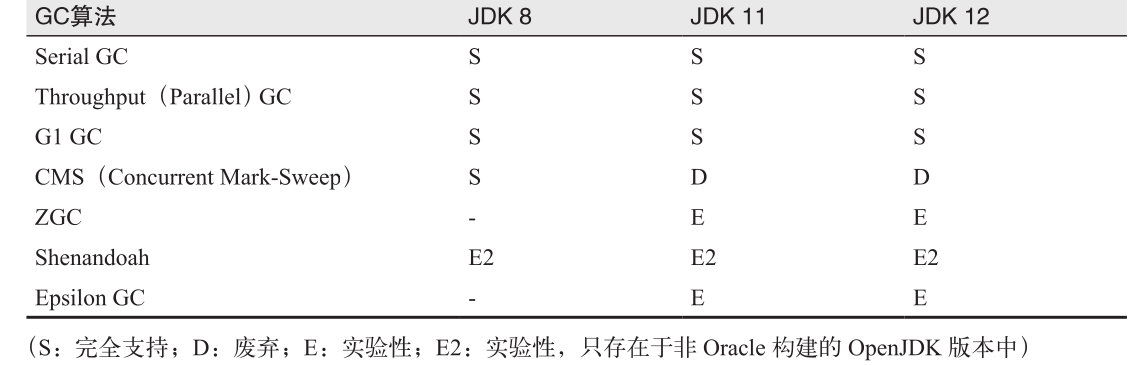 GC算法 JDK 8 JDK 11 JDK 12
Serial GC S S S
Throughput（Parallel）GC S S S
G1 GC S S S
CMS（Concurrent Mark-Sweep） S D D
ZGC - E E
Shenandoah E2 E2 E2
Epsilon GC - E E
（S：完全支持；D：废弃；E：实验性；E2：实验性，只存在于非 Oracle 构建的 OpenJDK 版本中）